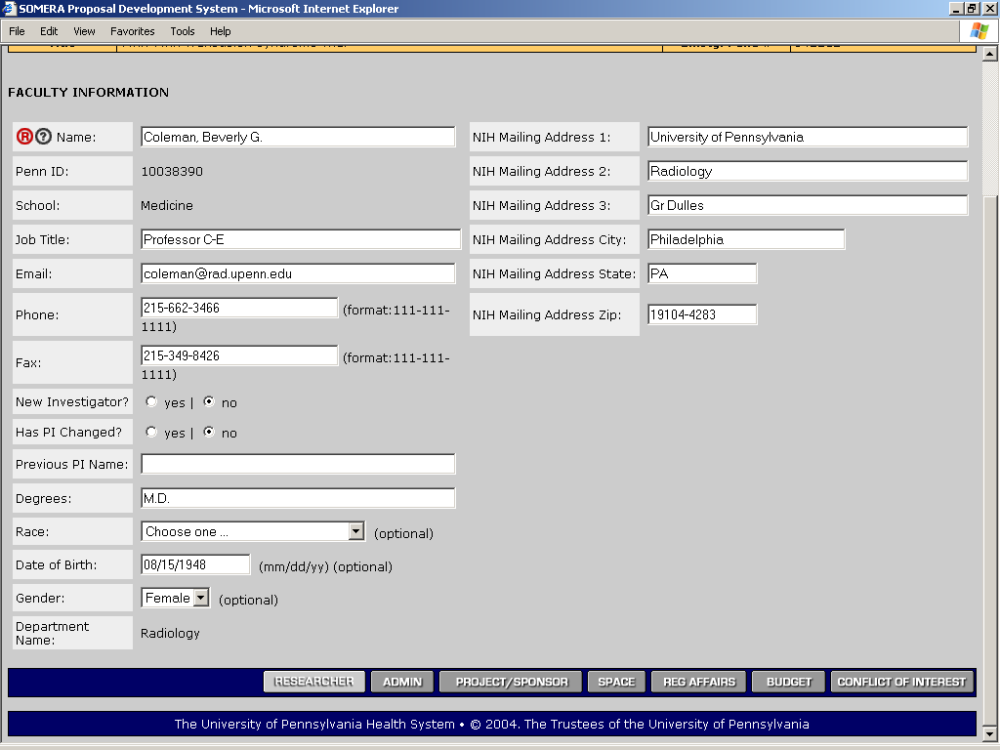 SOMERA Proposal Development System - Microsoft Internet Explorer
File Edit View Favorites Tools Help
FACULTY INFORMATION
R ? Name: Coleman, Beverly G. NIH Mailing Address 1: University of Pennsylvania
Penn ID: 10038390 NIH Mailing Address 2: Radiology
School: Medicine NIH Mailing Address 3: Gr Dulles
Job Title: Professor C-E NIH Mailing Address City: Philadelphia
Email: coleman@rad.upenn.edu NIH Mailing Address State: PA
Phone: 215-662-3466 (format:111-111-
1111) NIH Mailing Address Zip: 19104-4283
Fax: 215-349-8426 (format:111-111-
1111)
New Investigator? yes | no
Has PI Changed? yes | no
Previous PI Name:
Degrees: M.D.
Race: Choose one ... (optional)
Date of Birth: 08/15/1948 (mm/dd/yy) (optional)
Gender: Female (optional)
Department
Name: Radiology
RESEARCHER ADMIN PROJECT/SPONSOR SPACE REG AFFAIRS BUDGET CONFLICT OF INTEREST
The University of Pennsylvania Health System • © 2004. The Trustees of the University of Pennsylvania